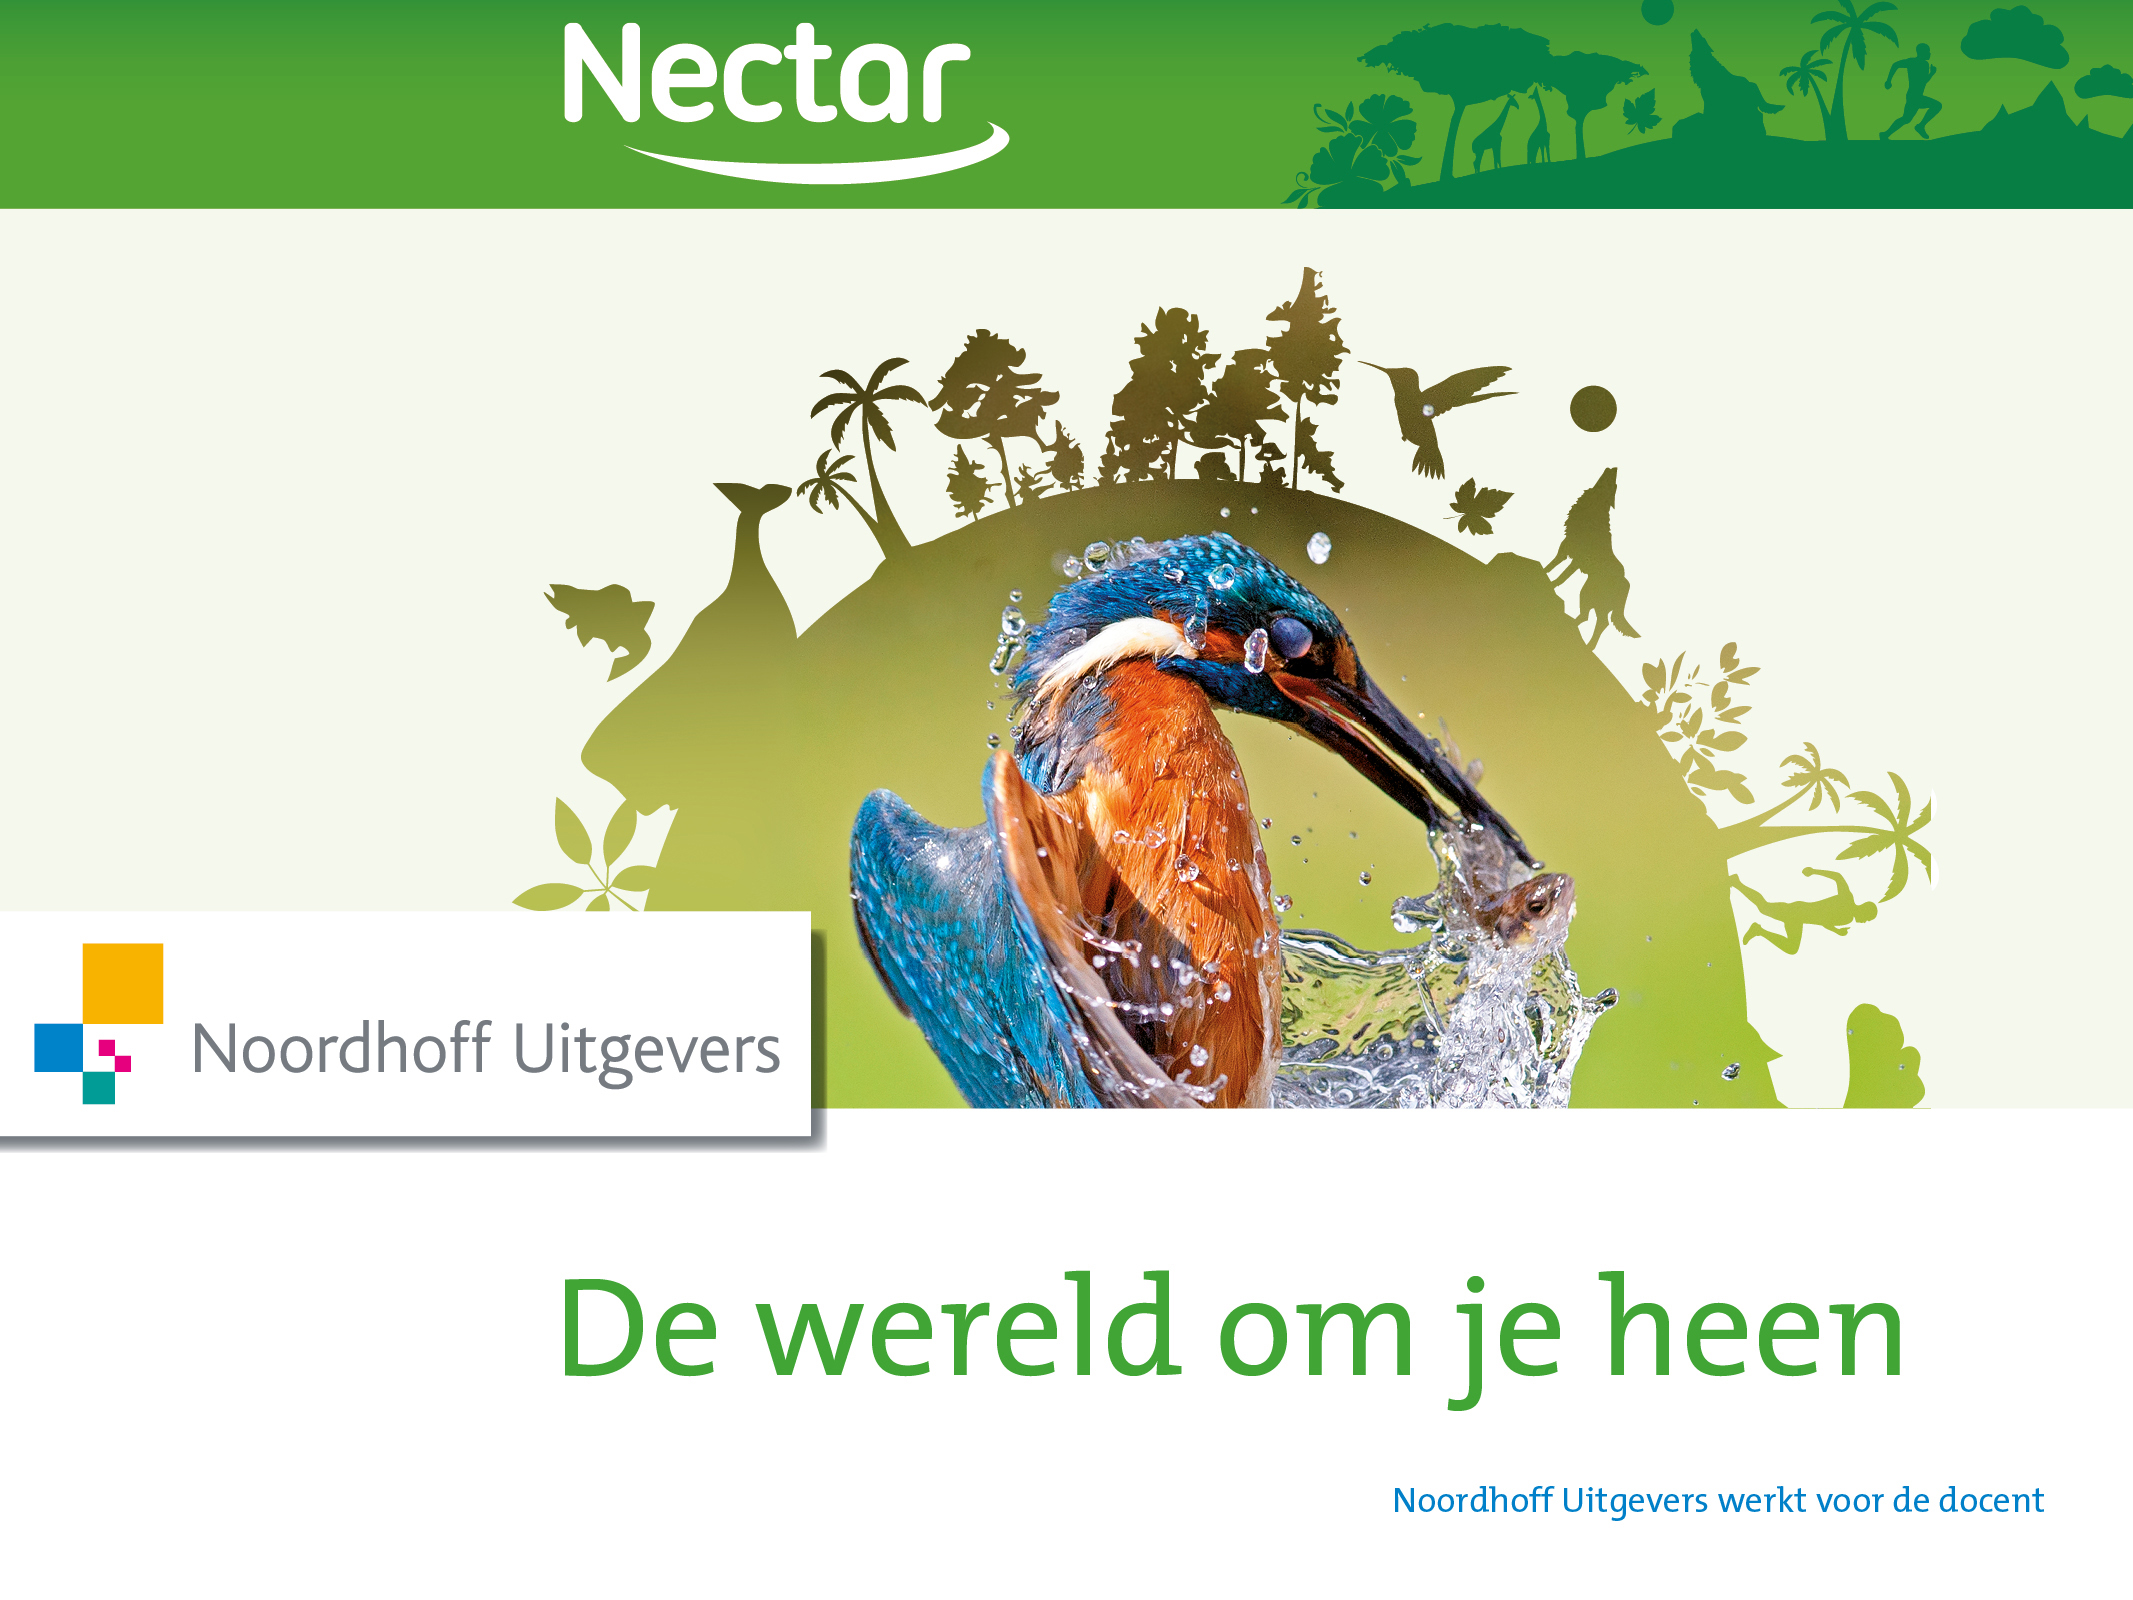 Nectar
Noordhoff Uitgevers
De wereld om je heen
Noordhoff Uitgevers werkt voor de docent